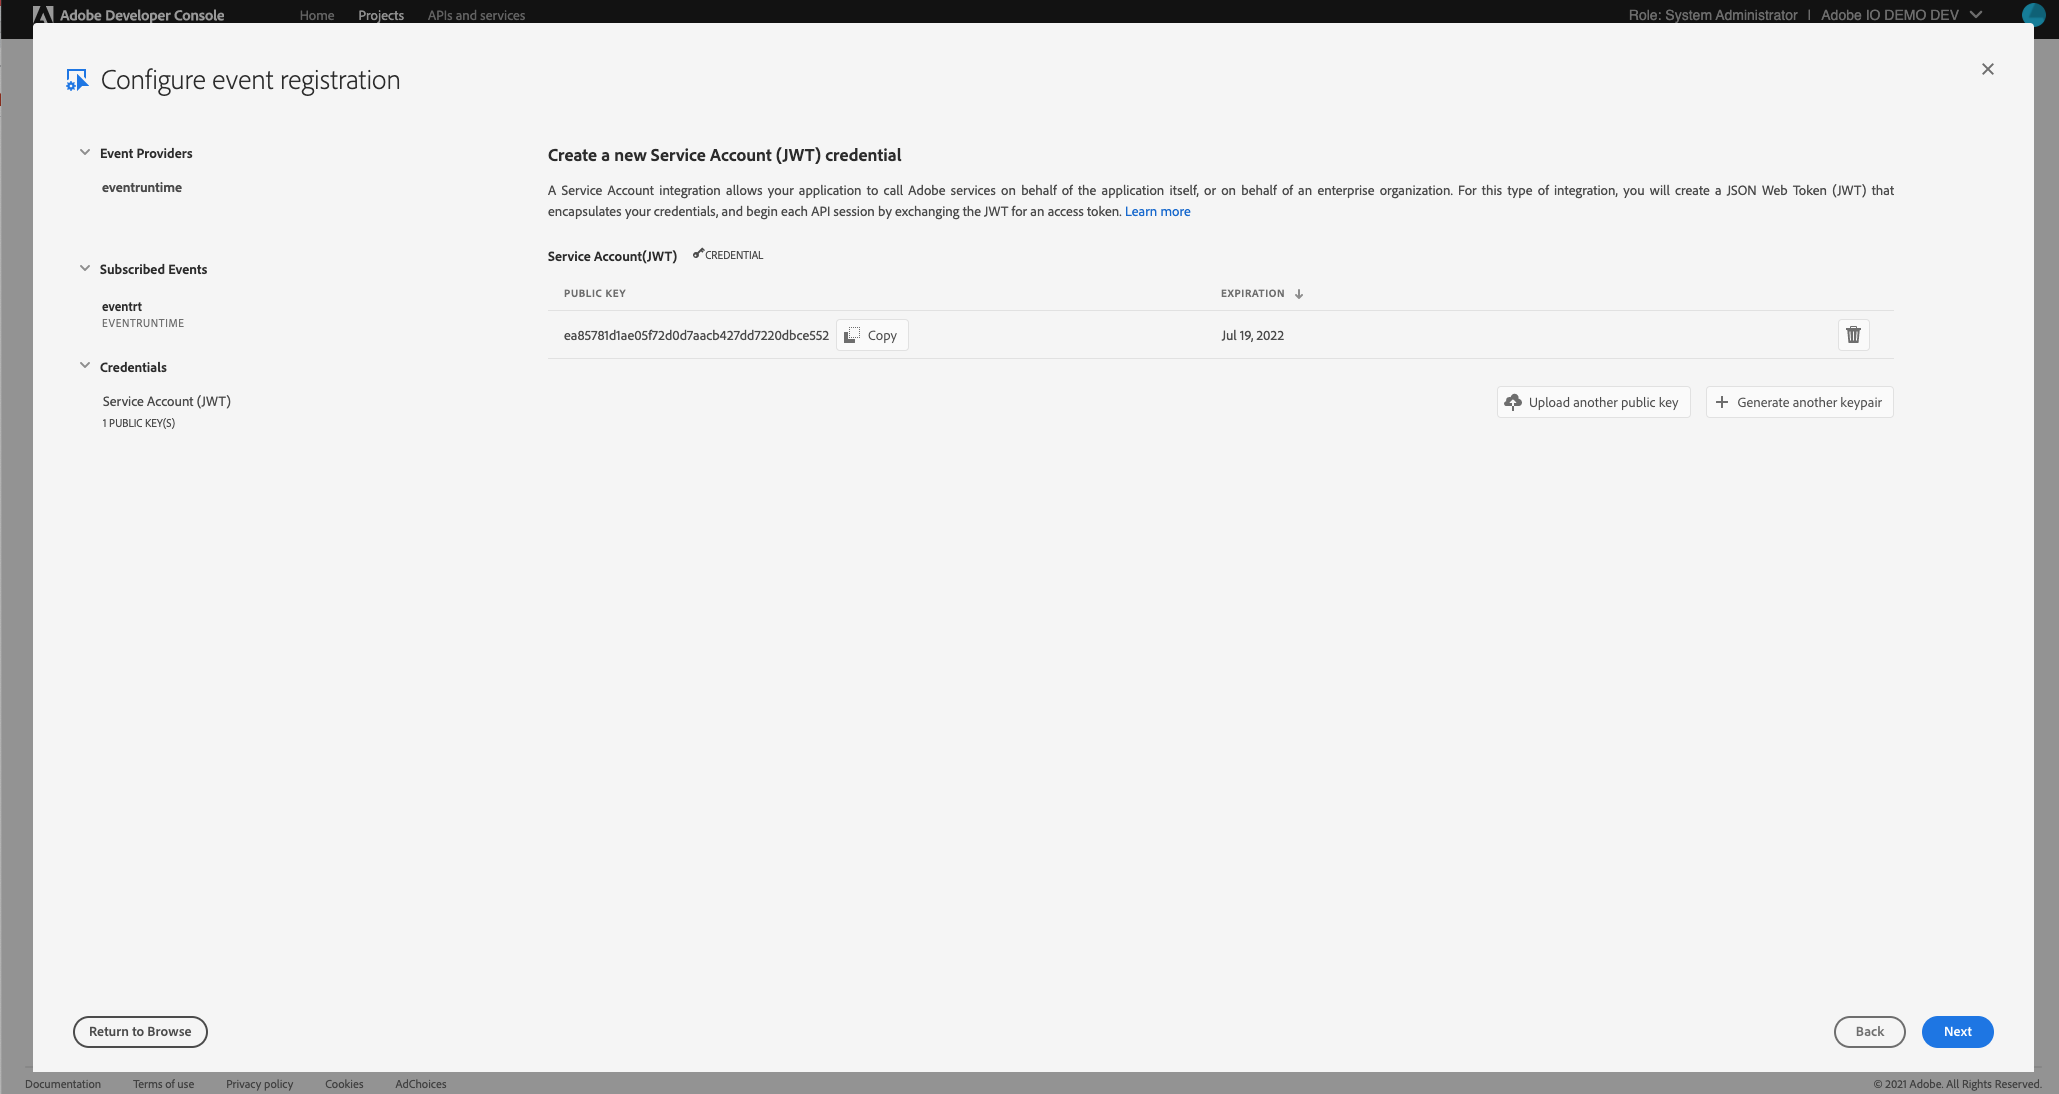 Adobe Developer Console
Home
Projects
APIs and services
Role: System Administrator | Adobe IO DEMO DEV
Configure event registration
Event Providers
eventruntime
Subscribed Events
eventrt
EVENTRUNTIME
Credentials
Service Account (JWT)
1 PUBLIC KEY(S)
Create a new Service Account (JWT) credential
A Service Account integration allows your application to call Adobe services on behalf of the application itself, or on behalf of an enterprise organization. For this type of integration, you will create a JSON Web Token (JWT) that
encapsulates your credentials, and begin each API session by exchanging the JWT for an access token. Learn more
Service Account(JWT) CREDENTIAL
PUBLIC KEY EXPIRATION
ea85781d1ae05f72d0d7aacb427dd7220dbce552 Copy Jul 19, 2022
Upload another public key
Generate another keypair
Return to Browse
Back
Next
Documentation
Terms of use
Privacy policy
Cookies
AdChoices
© 2021 Adobe. All Rights Reserved.